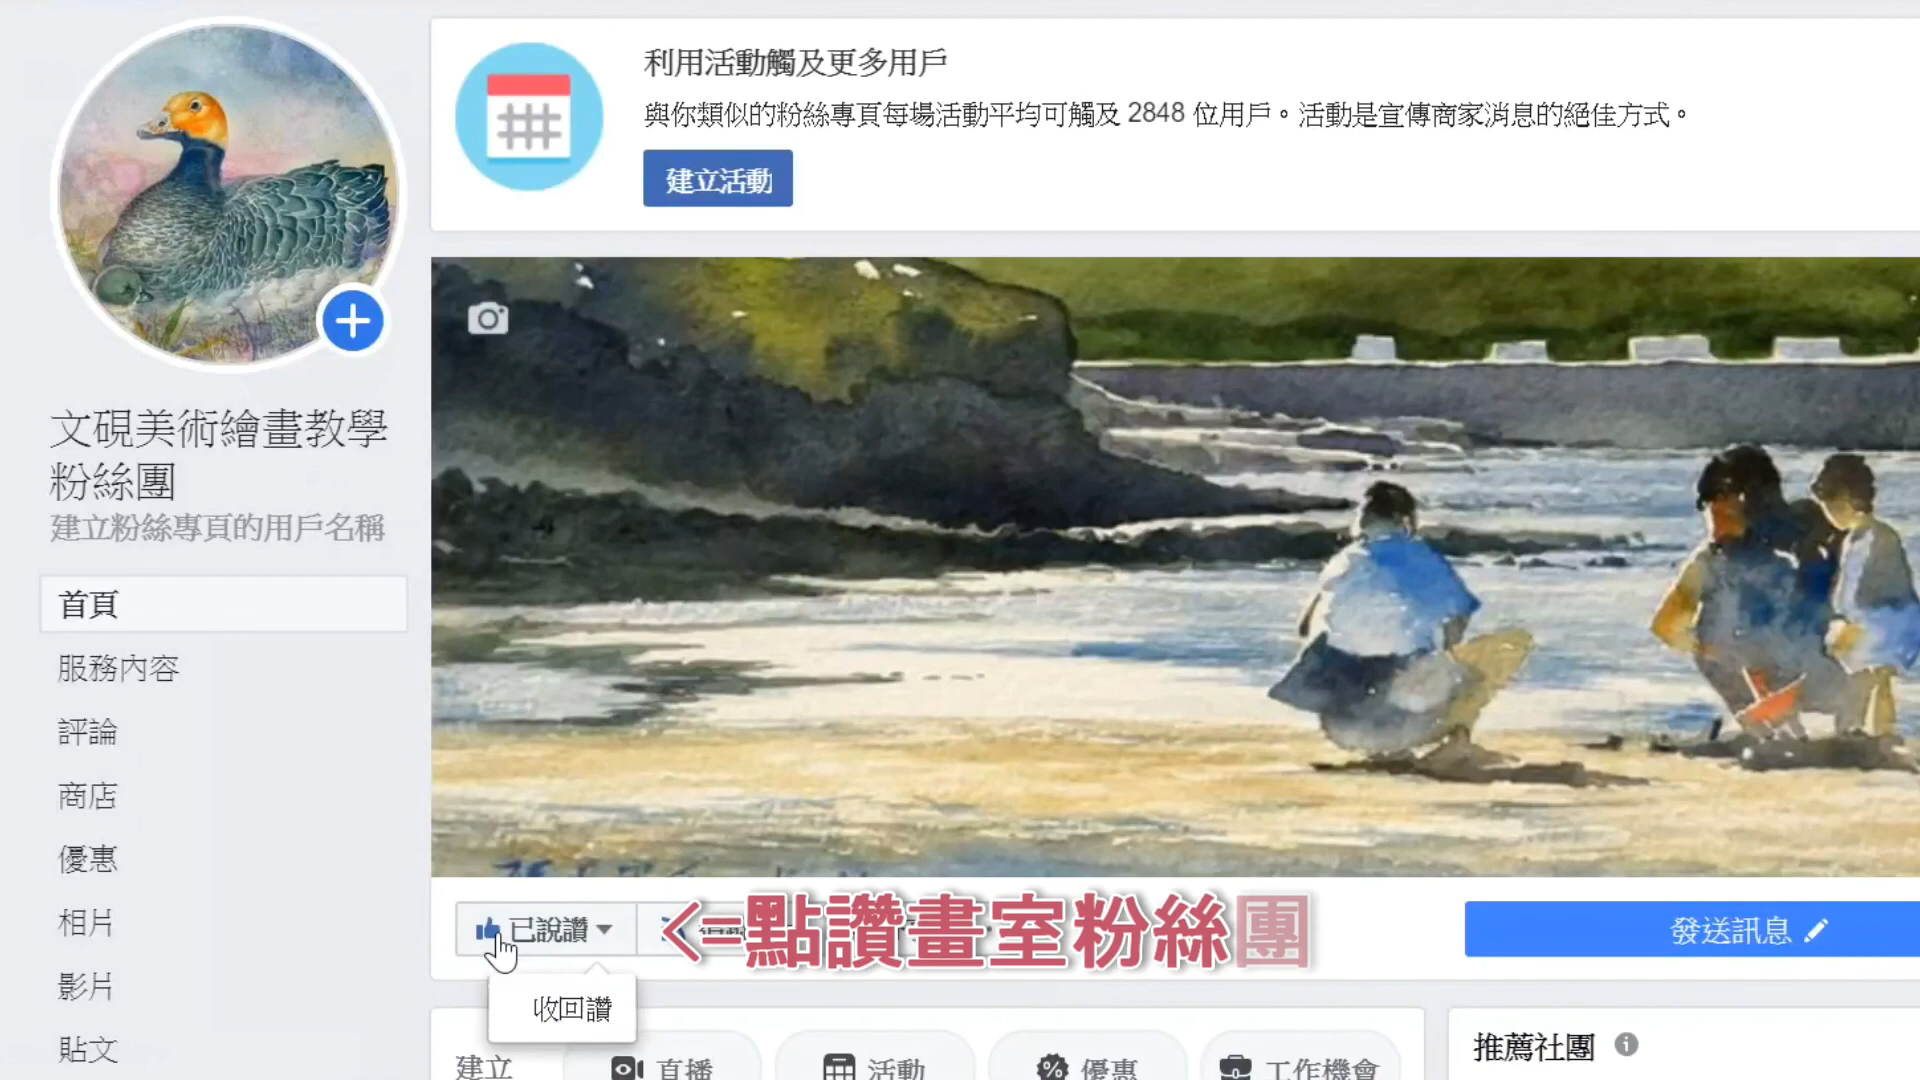 利用活動觸及更多用戶
與你類似的粉絲專頁每場活動平均可觸及 2848 位用戶。活動是宣傳商家消息的絕佳方式。
建立活動
文硯美術繪畫教學
粉絲團
建立粉絲專頁的用戶名稱
首頁
服務內容
評論
商店
優惠
相片
影片
貼文
已說讚
<=點讚畫室粉絲團
發送訊息
收回讚
建立
直播
活動
優惠
工作機會
推薦社團